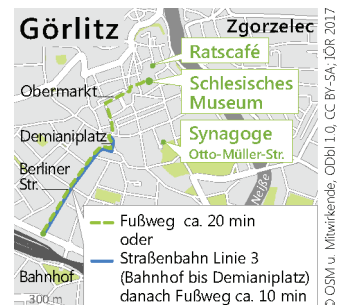 Görlitz
Zgorzelec
Ratscafé
Schlesisches
Museum
Obermarkt
Demianiplatz
Synagoge
Otto-Müller-Str.
Berliner
Str.
Neiße
Fußweg ca. 20 min
oder
Straßenbahn Linie 3
(Bahnhof bis Demianiplatz)
danach Fußweg ca. 10 min
Bahnhof
300 m
© OSM u. Mitwirkende, ODbl 1.0, CC BY-SA; IÖR 2017